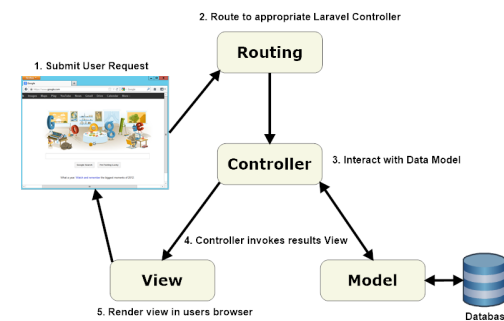 2. Route to appropriate Laravel Controller
1. Submit User Request
Routing
Google
Controller
3. Interact with Data Model
4. Controller invokes results View
View
Model
5. Render view in users browser
Databas